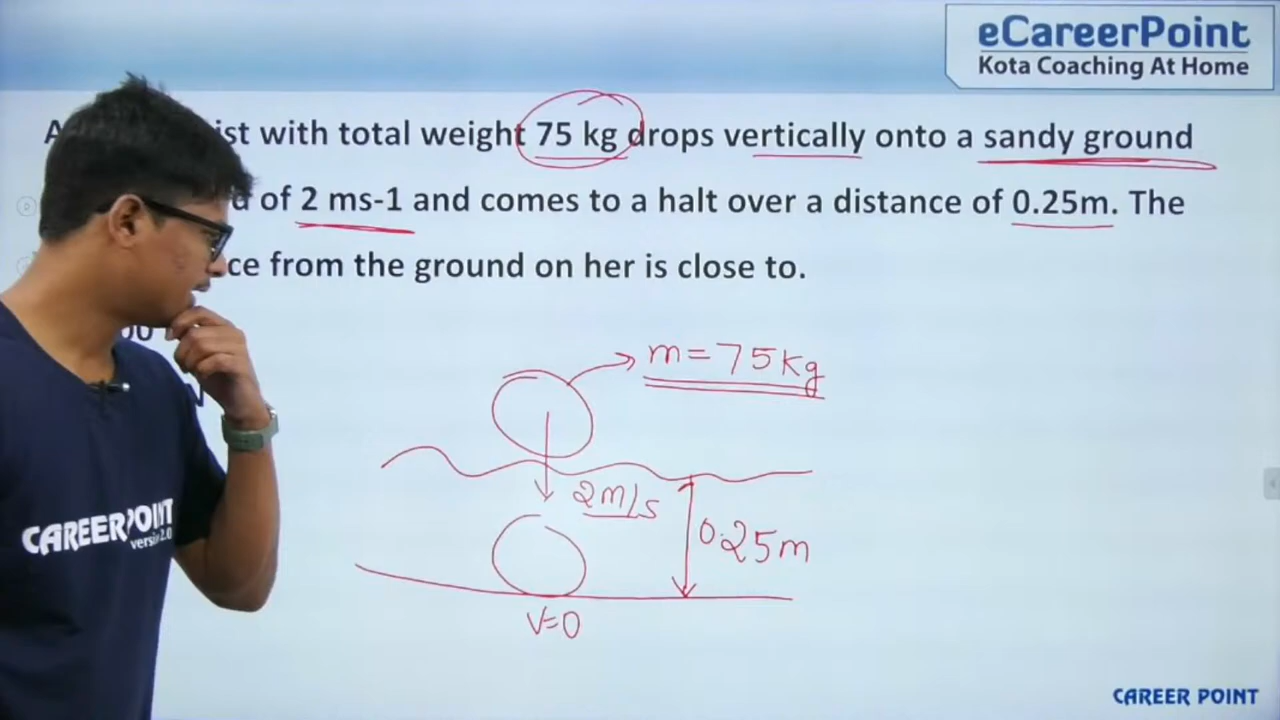 eCareerPoint
Kota Coaching At Home
A ist with total weight 75 kg drops vertically onto a sandy ground
of 2 ms-1 and comes to a halt over a distance of 0.25m. The
ce from the ground on her is close to.
m = 75 kg
2m/s
0.25m
V=0
CAREER POINT
CAREER POINT